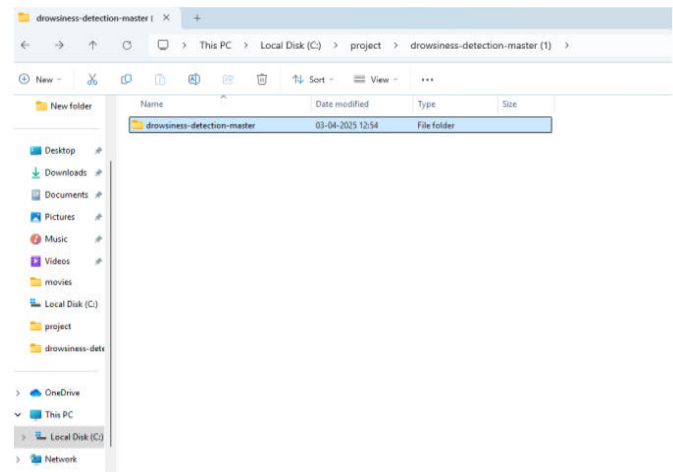 drowsiness-detection-master (
This PC > Local Disk (C:) > project > drowsiness-detection-master (1) >
New Sort View ...
New folder
Name Date modified Type Size
drowsiness-detection-master 03-04-2025 12:54 File folder
Desktop
Downloads
Documents
Pictures
Music
Videos
movies
Local Disk (C:)
project
drowsiness-dete
OneDrive
This PC
Local Disk (C:)
Network